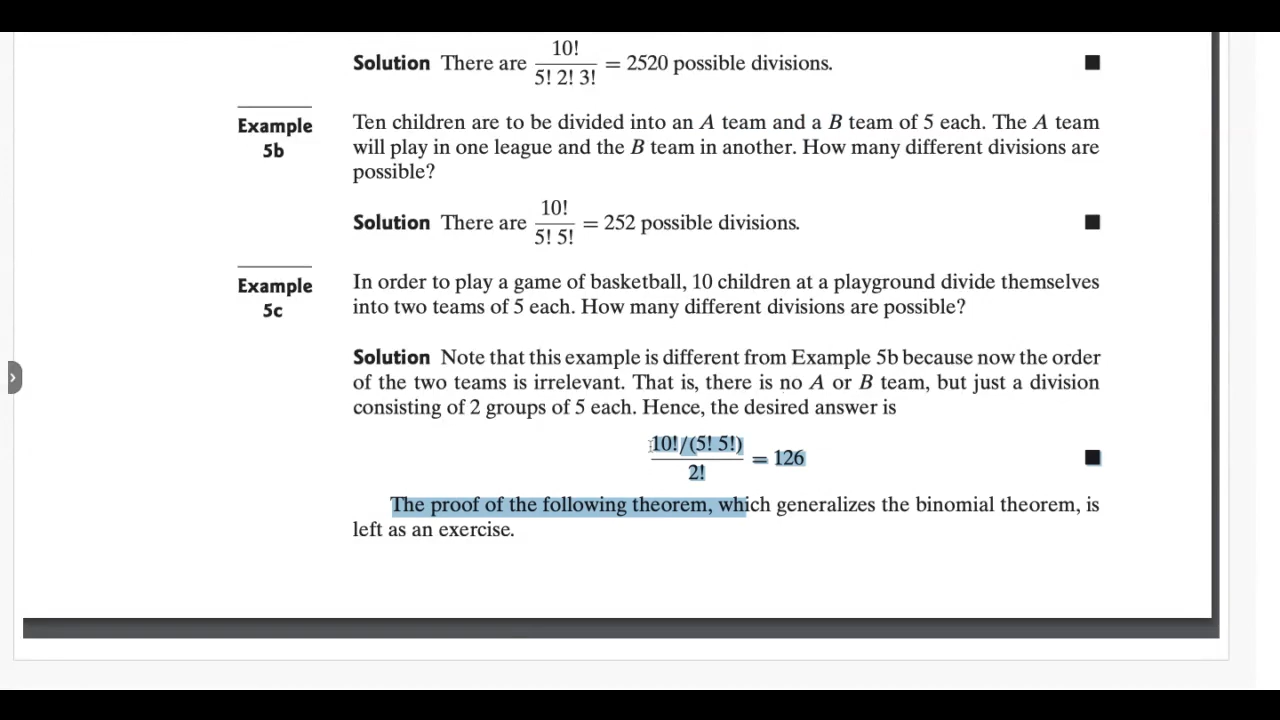 10!
Solution There are ――― = 2520 possible divisions.
5! 2! 3!
Example 5b
Ten children are to be divided into an A team and a B team of 5 each. The A team
will play in one league and the B team in another. How many different divisions are
possible?
10!
Solution There are ――― = 252 possible divisions.
5! 5!
Example 5c
In order to play a game of basketball, 10 children at a playground divide themselves
into two teams of 5 each. How many different divisions are possible?
Solution Note that this example is different from Example 5b because now the order
of the two teams is irrelevant. That is, there is no A or B team, but just a division
consisting of 2 groups of 5 each. Hence, the desired answer is
10!/(5! 5!)
――― = 126
2!
The proof of the following theorem, which generalizes the binomial theorem, is
left as an exercise.